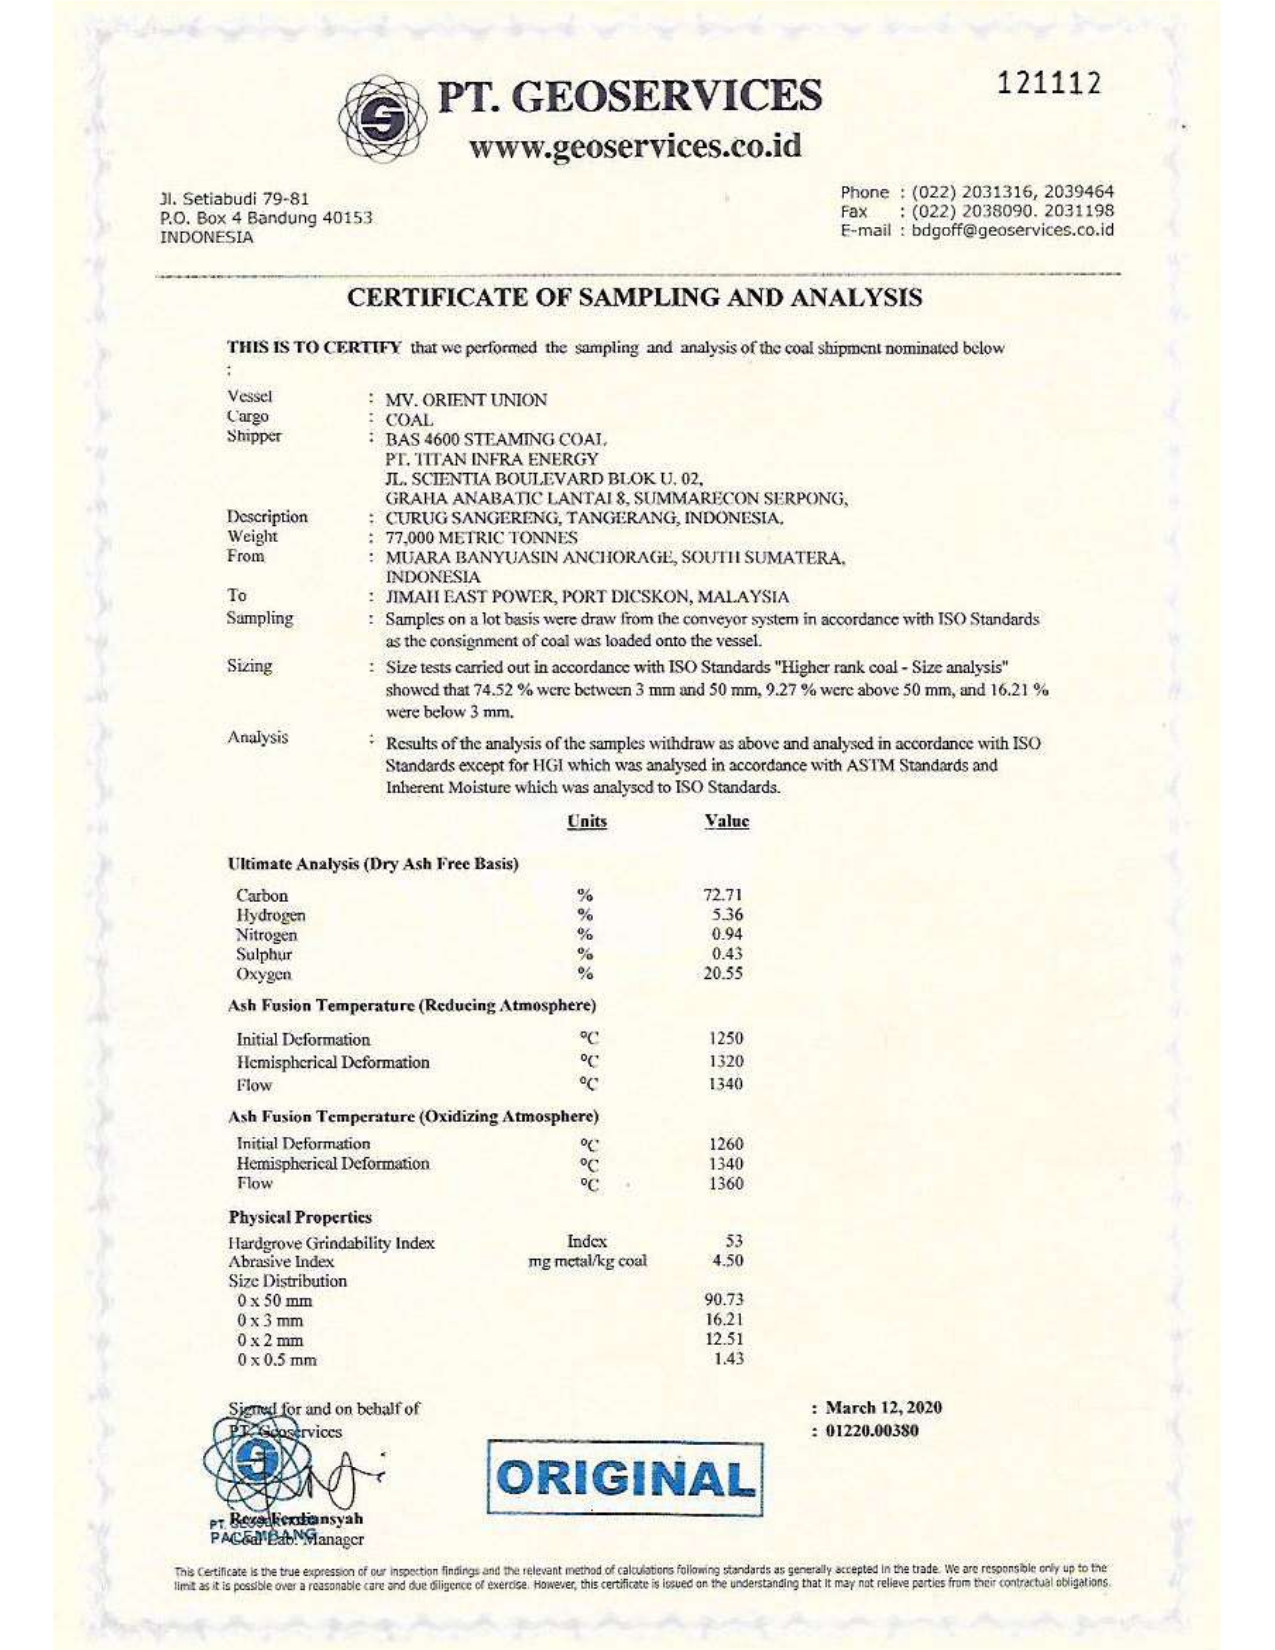 121112
PT. GEOSERVICES
www.geoservices.co.id
Jl. Setiabudi 79-81
P.O. Box 4 Bandung 40153
INDONESIA
Phone : (022) 2031316, 2039464
Fax : (022) 2038090. 2031198
E-mail : bdgoff@geoservices.co.id
CERTIFICATE OF SAMPLING AND ANALYSIS
THIS IS TO CERTIFY that we performed the sampling and analysis of the coal shipment nominated below
:
Vessel : MV. ORIENT UNION
Cargo : COAL
Shipper : BAS 4600 STEAMING COAL
PT. TITAN INFRA ENERGY
JL. SCIENTIA BOULEVARD BLOK U. 02,
GRAHA ANABATIC LANTAI 8, SUMMARECON SERPONG,
Description : CURUG SANGERENG, TANGERANG, INDONESIA.
Weight : 77,000 METRIC TONNES
From : MUARA BANYUASIN ANCHORAGE, SOUTH SUMATERA,
INDONESIA
To : JIMAH EAST POWER, PORT DICSKON, MALAYSIA
Sampling : Samples on a lot basis were draw from the conveyor system in accordance with ISO Standards
as the consignment of coal was loaded onto the vessel.
Sizing : Size tests carried out in accordance with ISO Standards "Higher rank coal - Size analysis"
showed that 74.52 % were between 3 mm and 50 mm, 9.27 % were above 50 mm, and 16.21 %
were below 3 mm.
Analysis : Results of the analysis of the samples withdraw as above and analysed in accordance with ISO
Standards except for HGI which was analysed in accordance with ASTM Standards and
Inherent Moisture which was analysed to ISO Standards.
Units Value
Ultimate Analysis (Dry Ash Free Basis)
Carbon % 72.71
Hydrogen % 5.36
Nitrogen % 0.94
Sulphur % 0.43
Oxygen % 20.55
Ash Fusion Temperature (Reducing Atmosphere)
Initial Deformation °C 1250
Hemispherical Deformation °C 1320
Flow °C 1340
Ash Fusion Temperature (Oxidizing Atmosphere)
Initial Deformation °C 1260
Hemispherical Deformation °C 1340
Flow °C 1360
Physical Properties
Hardgrove Grindability Index Index 53
Abrasive Index mg metal/kg coal 4.50
Size Distribution
0 x 50 mm 90.73
0 x 3 mm 16.21
0 x 2 mm 12.51
0 x 0.5 mm 1.43
Signed for and on behalf of : March 12, 2020
PT. Geoservices : 01220.00380
ORIGINAL
Reza Ferdiansyah
Coal Lab. Manager
This Certificate is the true expression of our inspection findings and the relevant method of calculations following standards as generally accepted in the trade. We are responsible only up to the
limit as it is possible over a reasonable care and due diligence of exercise. However, this certificate is issued on the understanding that it may not relieve parties from their contractual obligations.